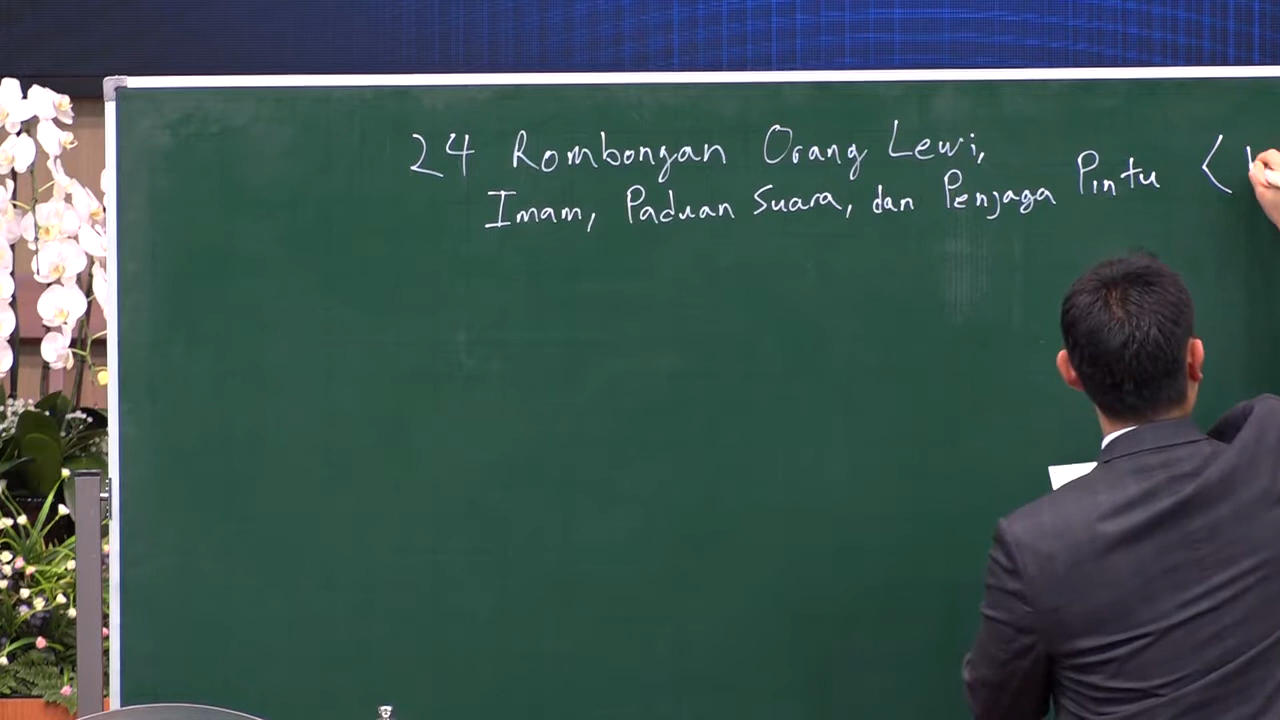 24 Rombongan Orang Lewi,
Imam, Paduan Suara, dan Penjaga Pintu <